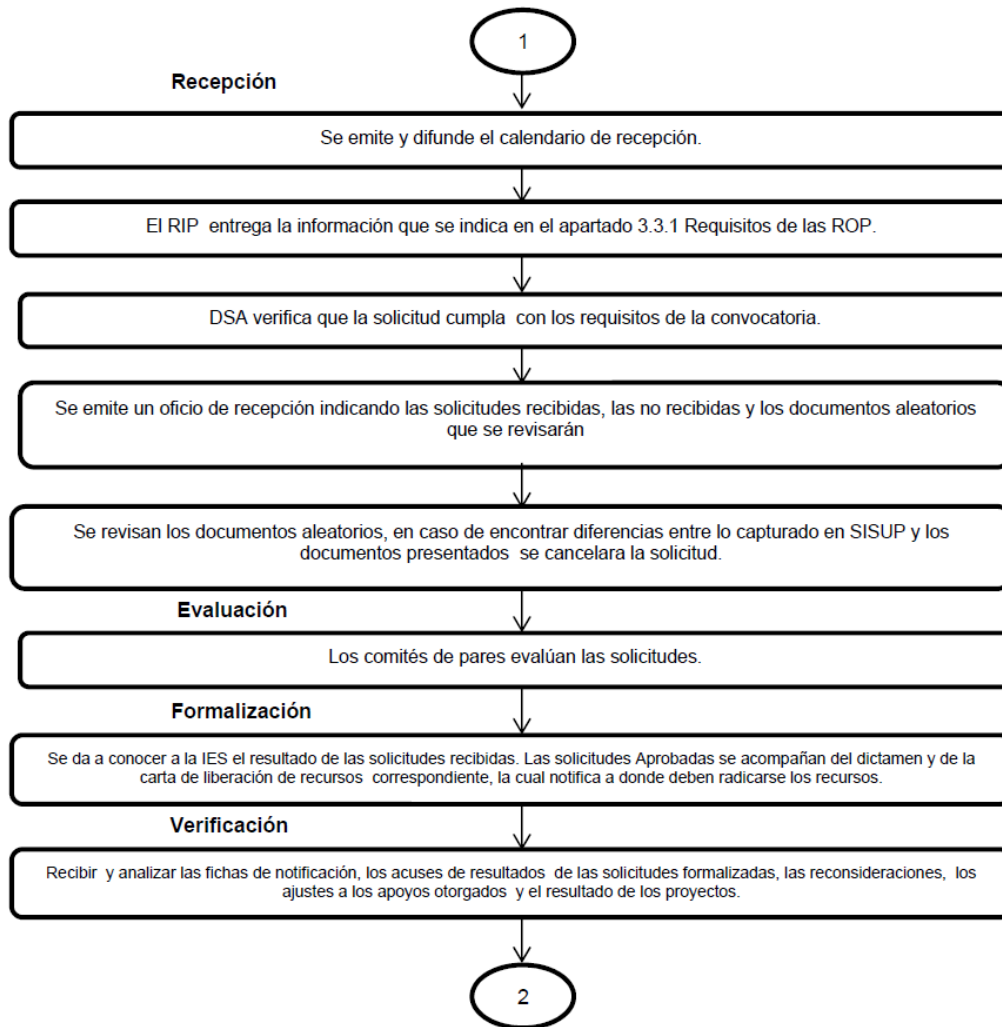 1
Recepción
Se emite y difunde el calendario de recepción.
El RIP entrega la información que se indica en el apartado 3.3.1 Requisitos de las ROP.
DSA verifica que la solicitud cumpla con los requisitos de la convocatoria.
Se emite un oficio de recepción indicando las solicitudes recibidas, las no recibidas y los documentos aleatorios
que se revisarán
Se revisan los documentos aleatorios, en caso de encontrar diferencias entre lo capturado en SISUP y los
documentos presentados se cancelara la solicitud.
Evaluación
Los comités de pares evalúan las solicitudes.
Formalización
Se da a conocer a la IES el resultado de las solicitudes recibidas. Las solicitudes Aprobadas se acompañan del dictamen y de la
carta de liberación de recursos correspondiente, la cual notifica a donde deben radicarse los recursos.
Verificación
Recibir y analizar las fichas de notificación, los acuses de resultados de las solicitudes formalizadas, las reconsideraciones, los
ajustes a los apoyos otorgados y el resultado de los proyectos.
2